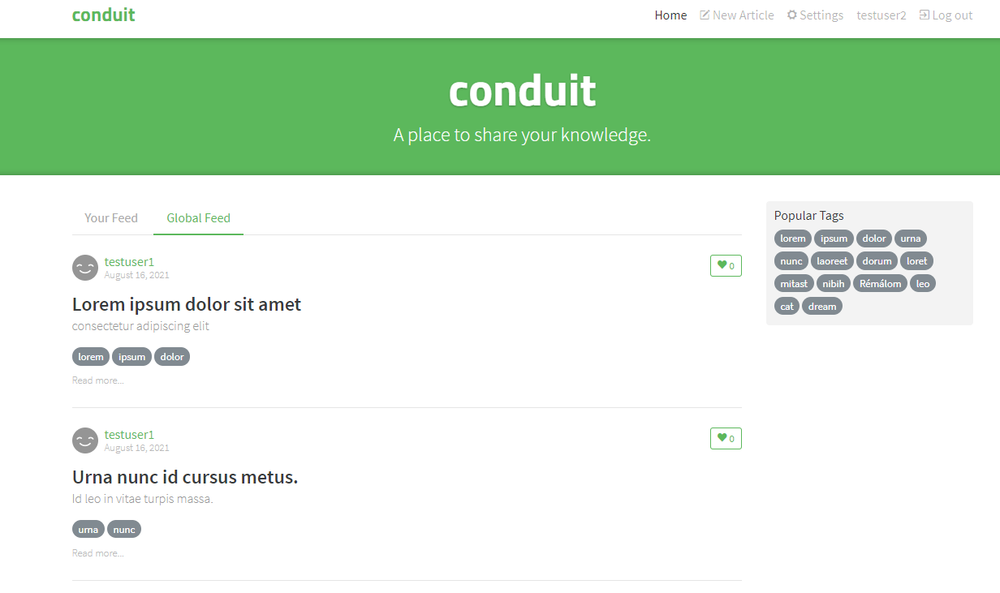 conduit
Home New Article Settings testuser2 Log out
conduit
A place to share your knowledge.
Your Feed Global Feed
testuser1
August 16, 2021
0
Lorem ipsum dolor sit amet
consectetur adipiscing elit
lorem ipsum dolor
Read more...
testuser1
August 16, 2021
0
Urna nunc id cursus metus.
Id leo in vitae turpis massa.
urna nunc
Read more...
Popular Tags
lorem ipsum dolor urna
nunc laoreet dorum loret
mitast nibih Rémálom leo
cat dream